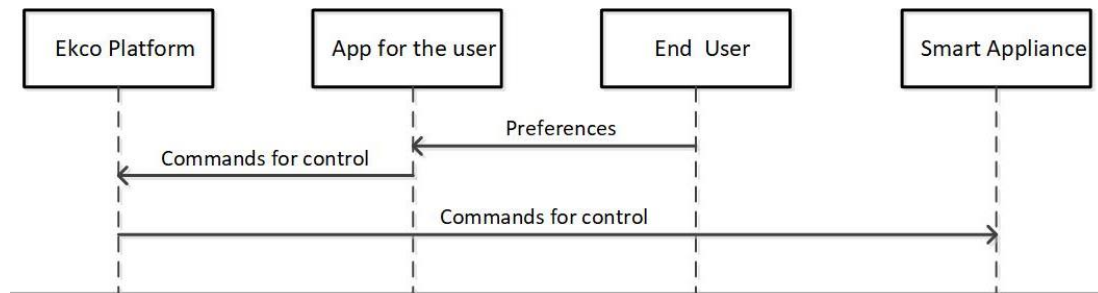 Ekco Platform
App for the user
End User
Smart Appliance
Preferences
Commands for control
Commands for control